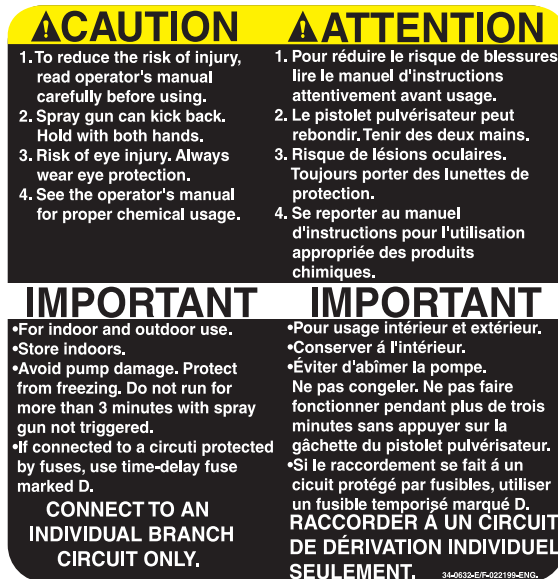 CAUTION
1. To reduce the risk of injury,
read operator's manual
carefully before using.
2. Spray gun can kick back.
Hold with both hands.
3. Risk of eye injury. Always
wear eye protection.
4. See the operator's manual
for proper chemical usage.
IMPORTANT
•For indoor and outdoor use.
•Store indoors.
•Avoid pump damage. Protect
from freezing. Do not run for
more than 3 minutes with spray
gun not triggered.
•If connected to a circuti protected
by fuses, use time-delay fuse
marked D.
CONNECT TO AN
INDIVIDUAL BRANCH
CIRCUIT ONLY.
ATTENTION
1. Pour réduire le risque de blessures
lire le manuel d'instructions
attentivement avant usage.
2. Le pistolet pulvérisateur peut
rebondir. Tenir des deux mains.
3. Risque de lésions oculaires.
Toujours porter des lunettes de
protection.
4. Se reporter au manuel
d'instructions pour l'utilisation
appropriée des produits
chimiques.
IMPORTANT
•Pour usage intérieur et extérieur.
•Conserver á l'intérieur.
•Éviter d'abîmer la pompe.
Ne pas congeler. Ne pas faire
fonctionner pendant plus de trois
minutes sans appuyer sur la
gâchette du pistolet pulvérisateur.
•Si le raccordement se fait á un
cicuit protégé par fusibles, utiliser
un fusible temporisé marqué D.
RACCORDER Á UN CIRCUIT
DE DÉRIVATION INDIVIDUEL
SEULEMENT.
34-0632-E/F-022199-ENG.